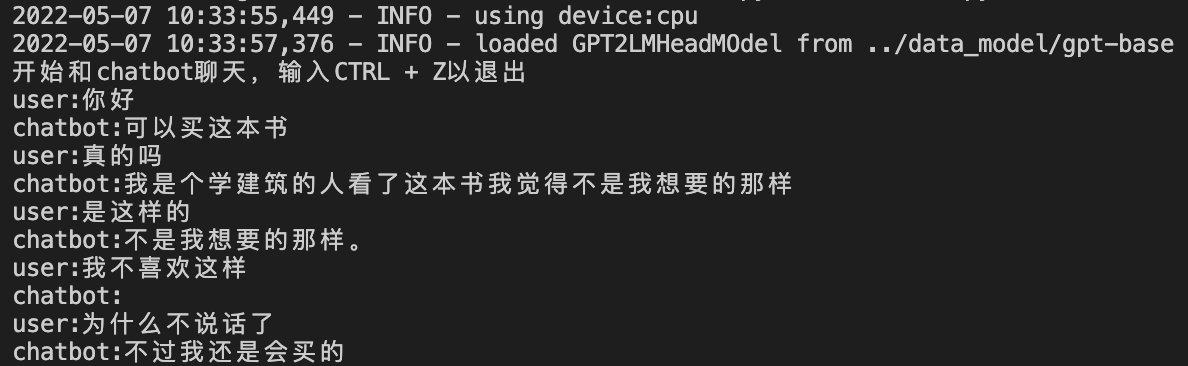 2022-05-07 10:33:55,449 - INFO - using device:cpu
2022-05-07 10:33:57,376 - INFO - loaded GPT2LMHeadMOdel from ../data_model/gpt-base
开始和chatbot聊天，输入CTRL + Z以退出
user:你好
chatbot:可以买这本书
user:真的吗
chatbot:我是个学建筑的人看了这本书我觉得不是我想要的那样
user:是这样的
chatbot:不是我想要的那样。
user:我不喜欢这样
chatbot:
user:为什么不说话了
chatbot:不过我还是会买的